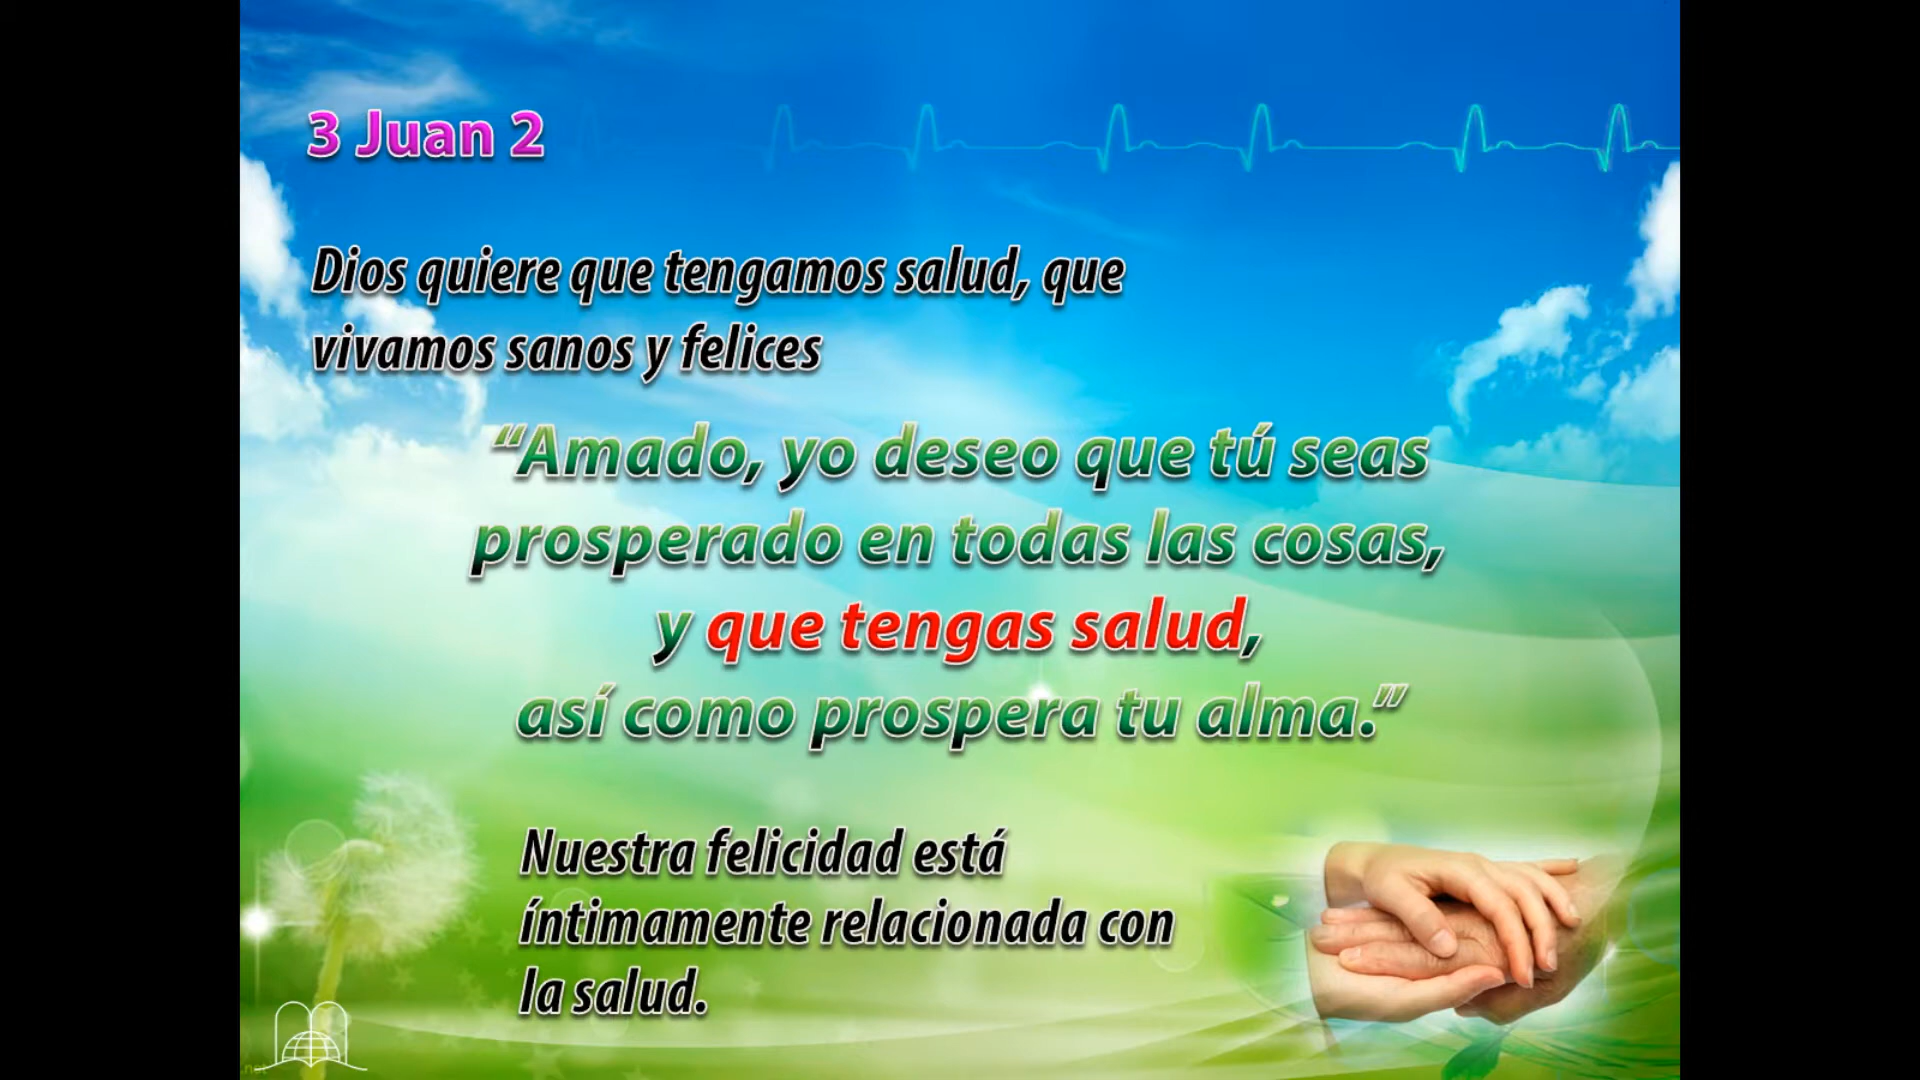 3 Juan 2
Dios quiere que tengamos salud, que
vivamos sanos y felices
“Amado, yo deseo que tú seas
prosperado en todas las cosas,
y que tengas salud,
así como prospera tu alma.”
Nuestra felicidad está
íntimamente relacionada con
la salud.
.net